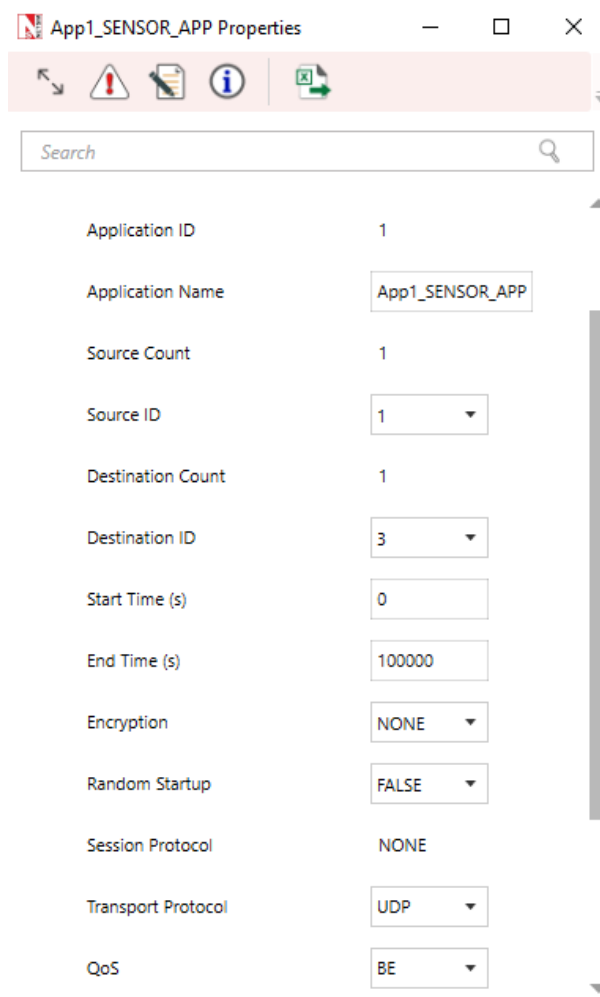 App1_SENSOR_APP Properties
Search
Application ID 1
Application Name App1_SENSOR_APP
Source Count 1
Source ID 1
Destination Count 1
Destination ID 3
Start Time (s) 0
End Time (s) 100000
Encryption NONE
Random Startup FALSE
Session Protocol NONE
Transport Protocol UDP
QoS BE